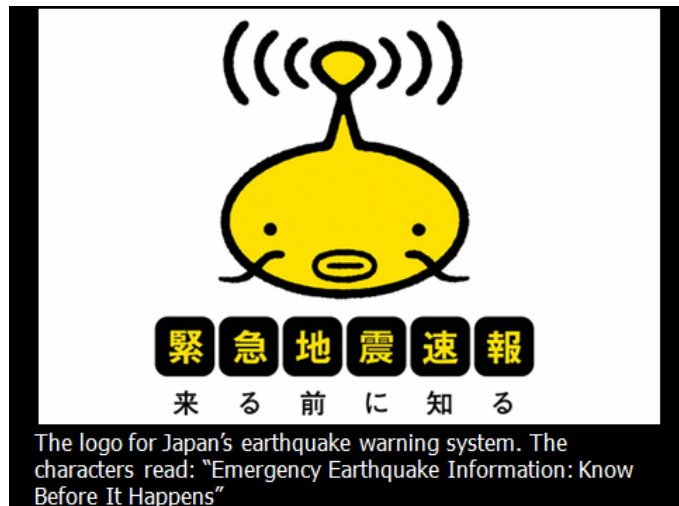 緊急地震速報
来る前に知る
The logo for Japan’s earthquake warning system. The
characters read: “Emergency Earthquake Information: Know
Before It Happens”